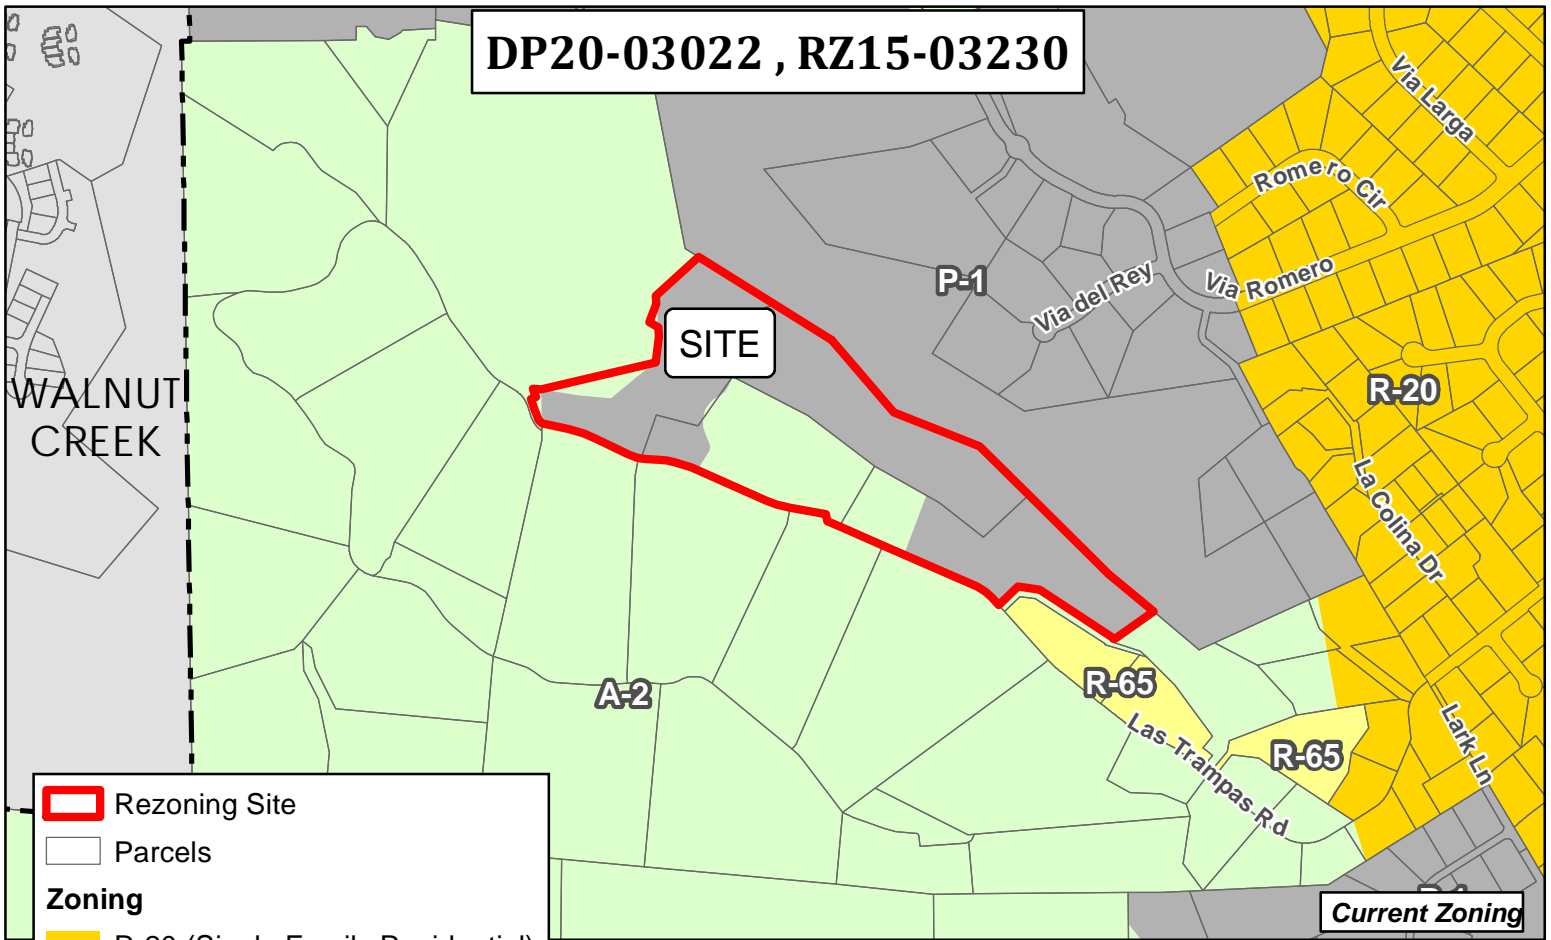 DP20-03022 , RZ15-03230
Via Larga
Romero Cir
P-1
Via del Rey
Via Romero
SITE
WALNUT
CREEK
R-20
La Colina Dr
A-2
R-65
Las Trampas Rd
R-65
Lark Ln
Rezoning Site
Parcels
Zoning
Current Zoning